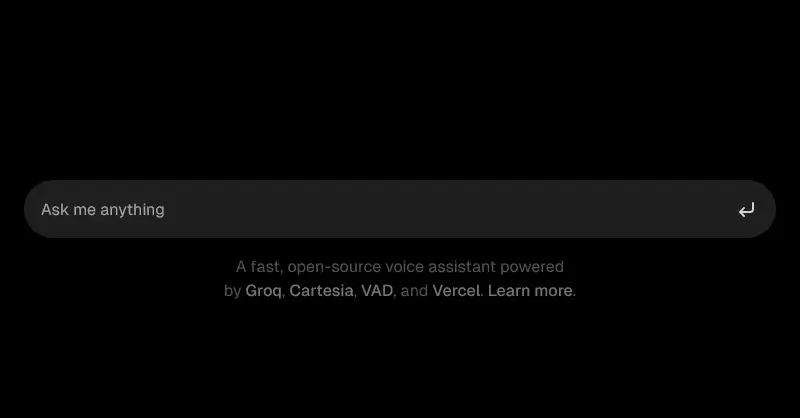 Ask me anything
A fast, open-source voice assistant powered
by Groq, Cartesia, VAD, and Vercel. Learn more.